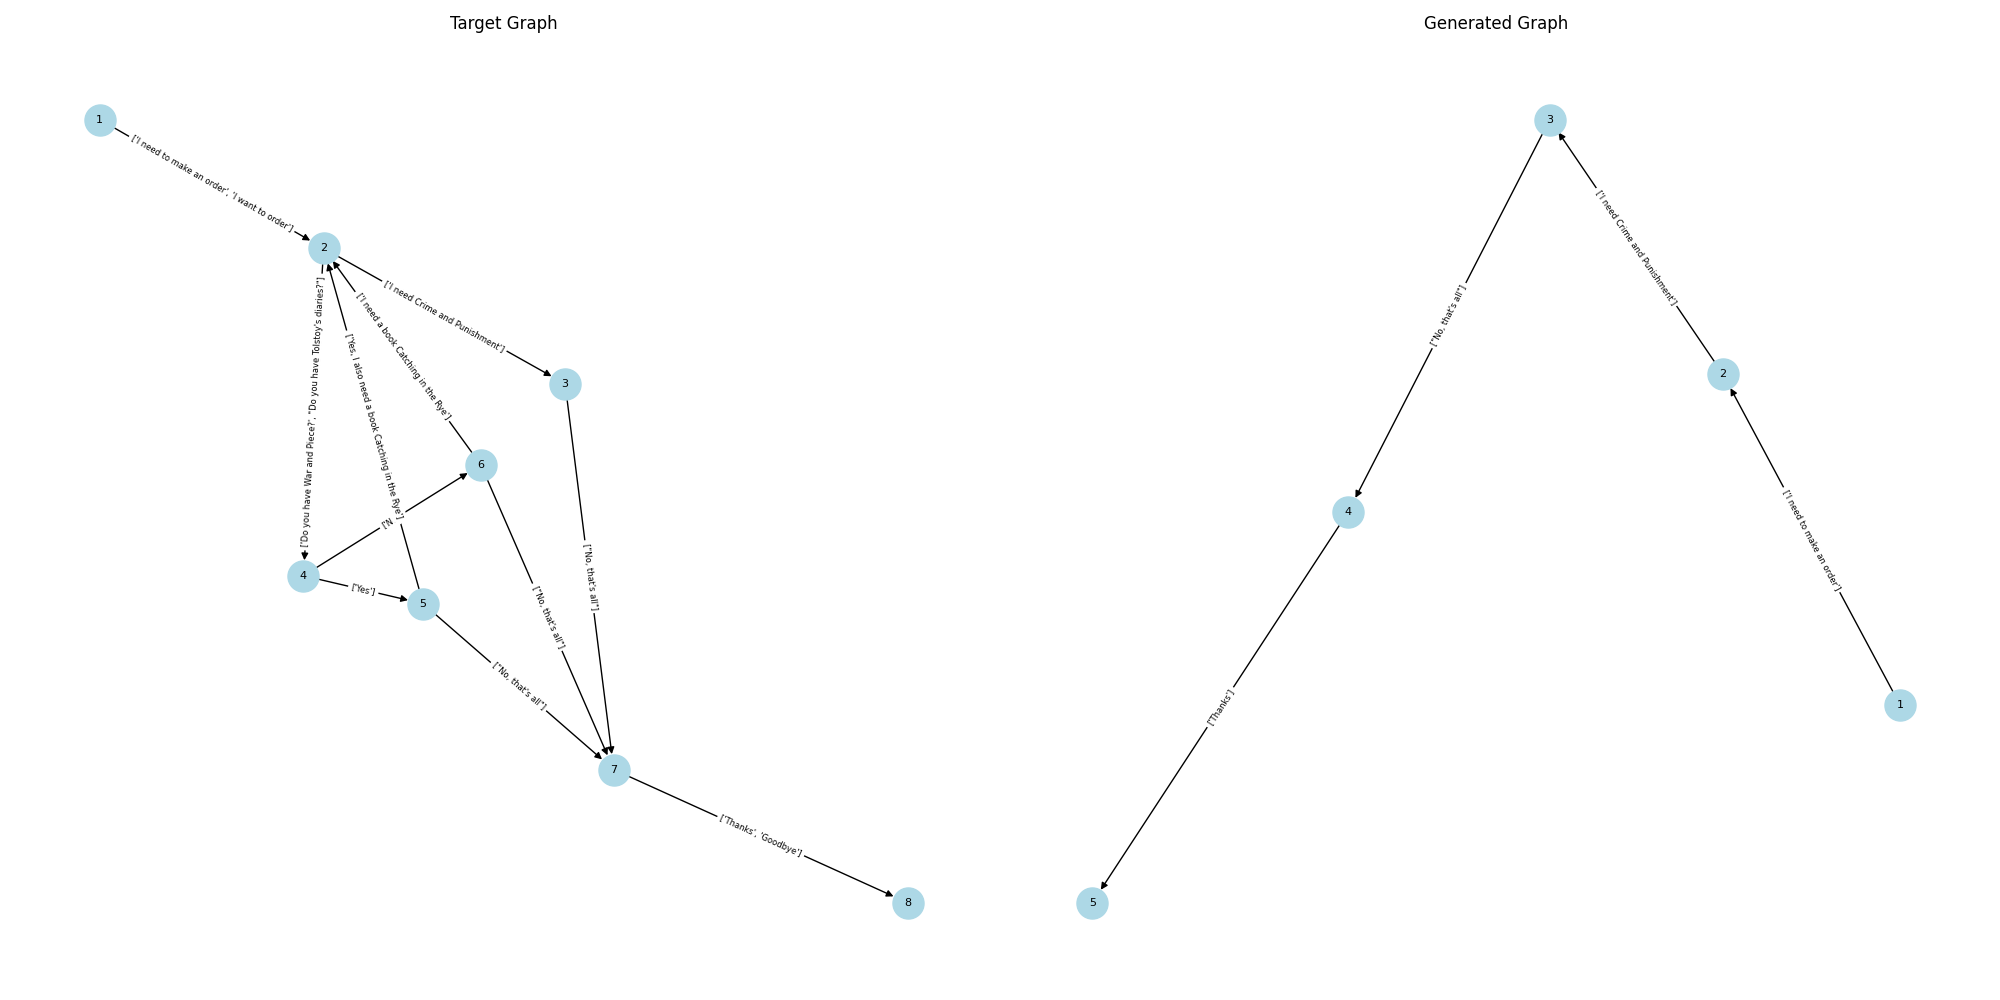 Target Graph
1
['I need to make an order', 'I want to order']
2
['I need Crime and Punishment']
['Do you have War and Piece?', "Do you have Tolstoy's diaries?"]
['Yes, I also need a book Catching in the Rye']
['I need a book Catching in the Rye']
3
6
['N
4
['Yes']
5
["No, that's all"]
["No, that's all"]
["No, that's all"]
7
['Thanks', 'Goodbye']
8
Generated Graph
3
['I need Crime and Punishment']
["No, that's all"]
2
4
['I need to make an order']
['Thanks']
1
5